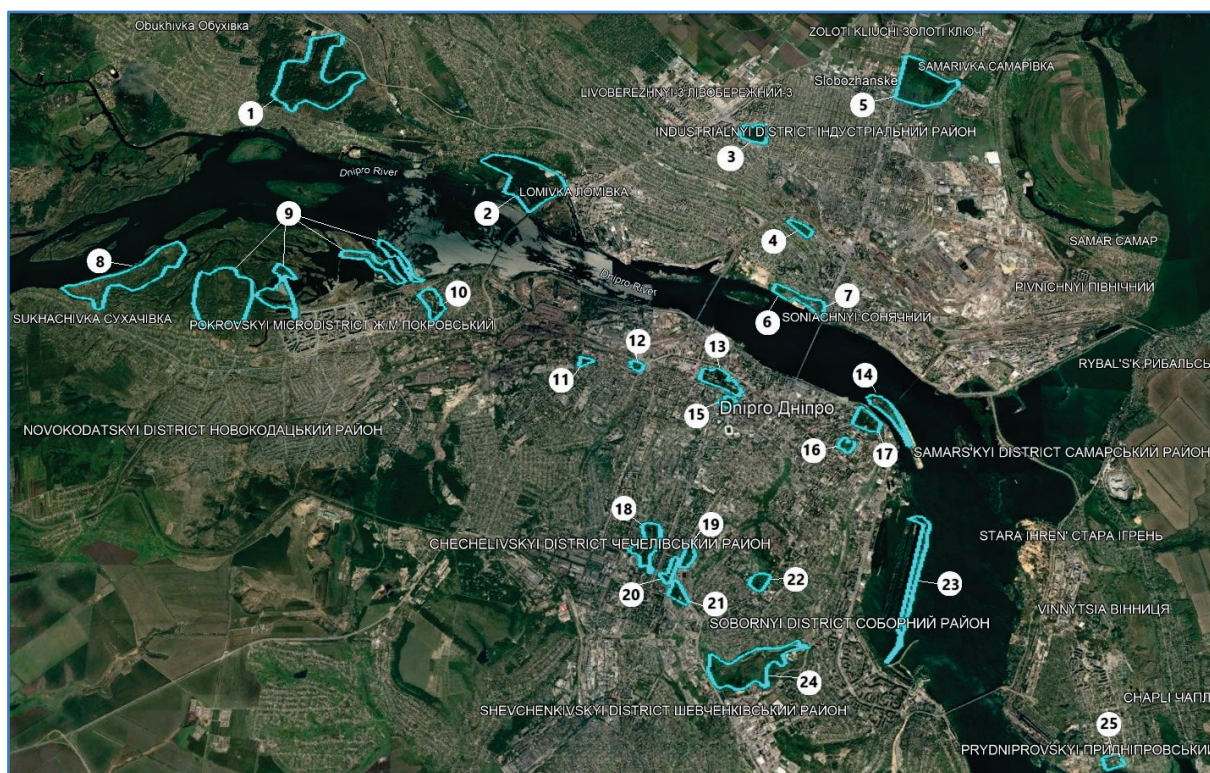 Obukhivka Обухівка
ZOLOTI KLIUCHI ЗОЛОТІ КЛЮЧІ
SAMARIVKA САМАРІВКА
Slobozhanske
LIVOBEREZHNYI-3 ЛІВОБЕРЕЖНИЙ-3
1
5
INDUSTRIALNYI DISTRICT ІНДУСТРІАЛЬНИЙ РАЙОН
3
Dnipro River
LOMIVKA ЛОМІВКА
2
9
4
SAMAR САМАР
8
Dnipro River
PIVNICHNYI ПІВНІЧНИЙ
10
7
6
SUKHACHIVKA СУХАЧІВКА
POKROVSKYI MICRODISTRICT Ж/М ПОКРОВСЬКИЙ
SONIACHNYI СОНЯЧНИЙ
12
13
11
RYBAL'S'K РИБАЛЬСЬ
14
15
Dnipro Дніпро
NOVOKODATSKYI DISTRICT НОВОКОДАЦЬКИЙ РАЙОН
16
17
SAMARS'KYI DISTRICT САМАРСЬКИЙ РАЙОН
18
19
STARA IHREN' СТАРА ІГРЕНЬ
CHECHELIVSKYI DISTRICT ЧЕЧЕЛІВСЬКИЙ РАЙОН
22
23
20
21
VINNYTSIA ВІННИЦЯ
SOBORNYI DISTRICT СОБОРНИЙ РАЙОН
24
CHAPLI ЧАПЛ
SHEVCHENKIVSKYI DISTRICT ШЕВЧЕНКІВСЬКИЙ РАЙОН
25
PRYDNIPROVSKYI ПРИДНІПРОВСЬКИЙ